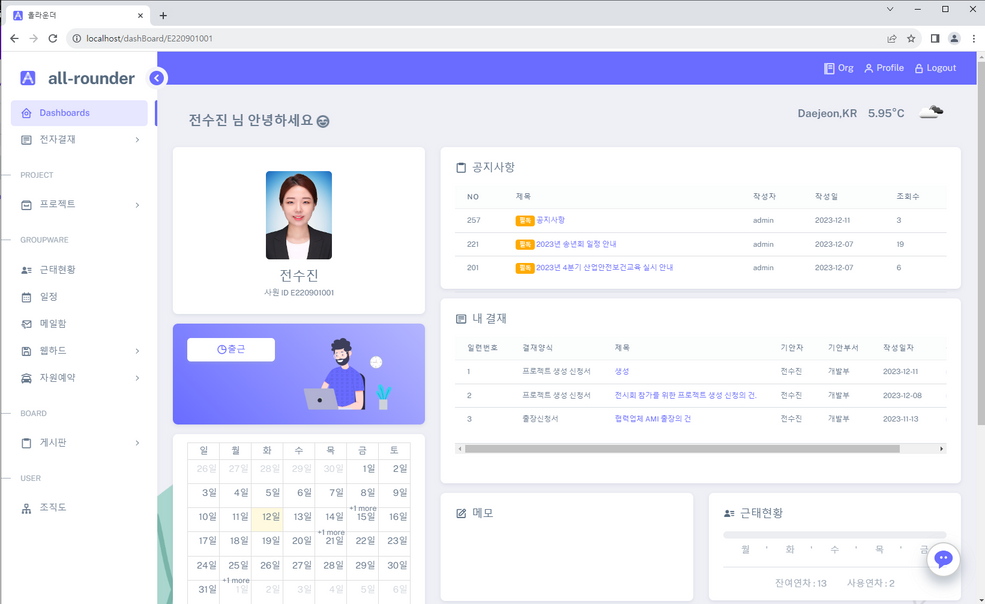 올라운더
localhost/dashBoard/E220901001
all-rounder
Org Profile Logout
Dashboards
전자결재
PROJECT
프로젝트
GROUPWARE
근태현황
일정
메일함
웹하드
자원예약
BOARD
게시판
USER
조직도
전수진 님 안녕하세요
Daejeon,KR 5.95°C
전수진
사원 ID E220901001
출근
일 월 화 수 목 금 토
26일 27일 28일 29일 30일 1일 2일
3일 4일 5일 6일 7일 8일 9일
+1 more
10일 11일 12일 13일 14일 15일 16일
+1 more
17일 18일 19일 20일 21일 22일 23일
24일 25일 26일 27일 28일 29일 30일
+1 more
31일 1일 2일 3일 4일 5일 6일
공지사항
NO 제목 작성자 작성일 조회수
257 필독 공지사항 admin 2023-12-11 3
221 필독 2023년 송년회 일정 안내 admin 2023-12-07 19
201 필독 2023년 4분기 산업안전보건교육 실시 안내 admin 2023-12-07 6
내 결재
일련번호 결재양식 제목 기안자 기안부서 작성일자
1 프로젝트 생성 신청서 생성 전수진 개발부 2023-12-11
2 프로젝트 생성 신청서 전시회 참가를 위한 프로젝트 생성 신청의 건. 전수진 개발부 2023-12-08
3 출장신청서 협력업체 AMI 출장의 건 전수진 개발부 2023-11-13
메모
근태현황
월 ' 화 ' 수 ' 목 ' 금
잔여연차 : 13 사용연차 : 2